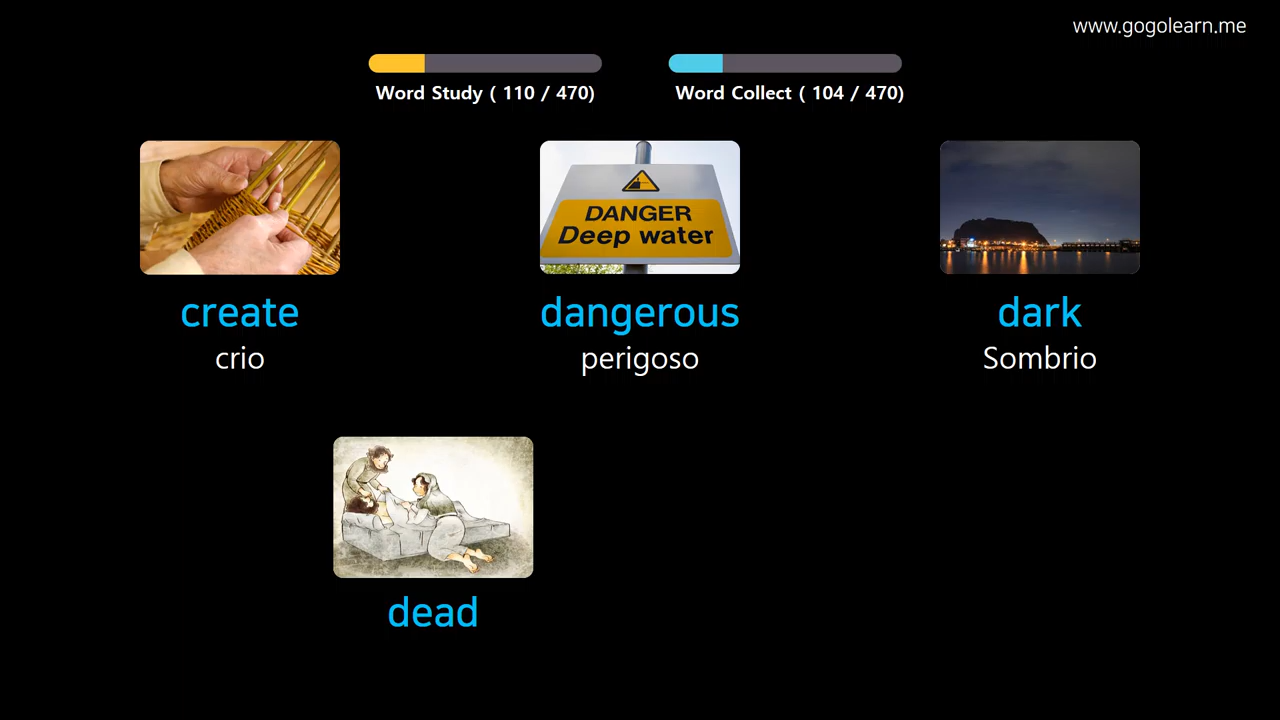 www.gogolearn.me
Word Study ( 110 / 470)
Word Collect ( 104 / 470)
DANGER
Deep water
create
dangerous
dark
crio
perigoso
Sombrio
dead